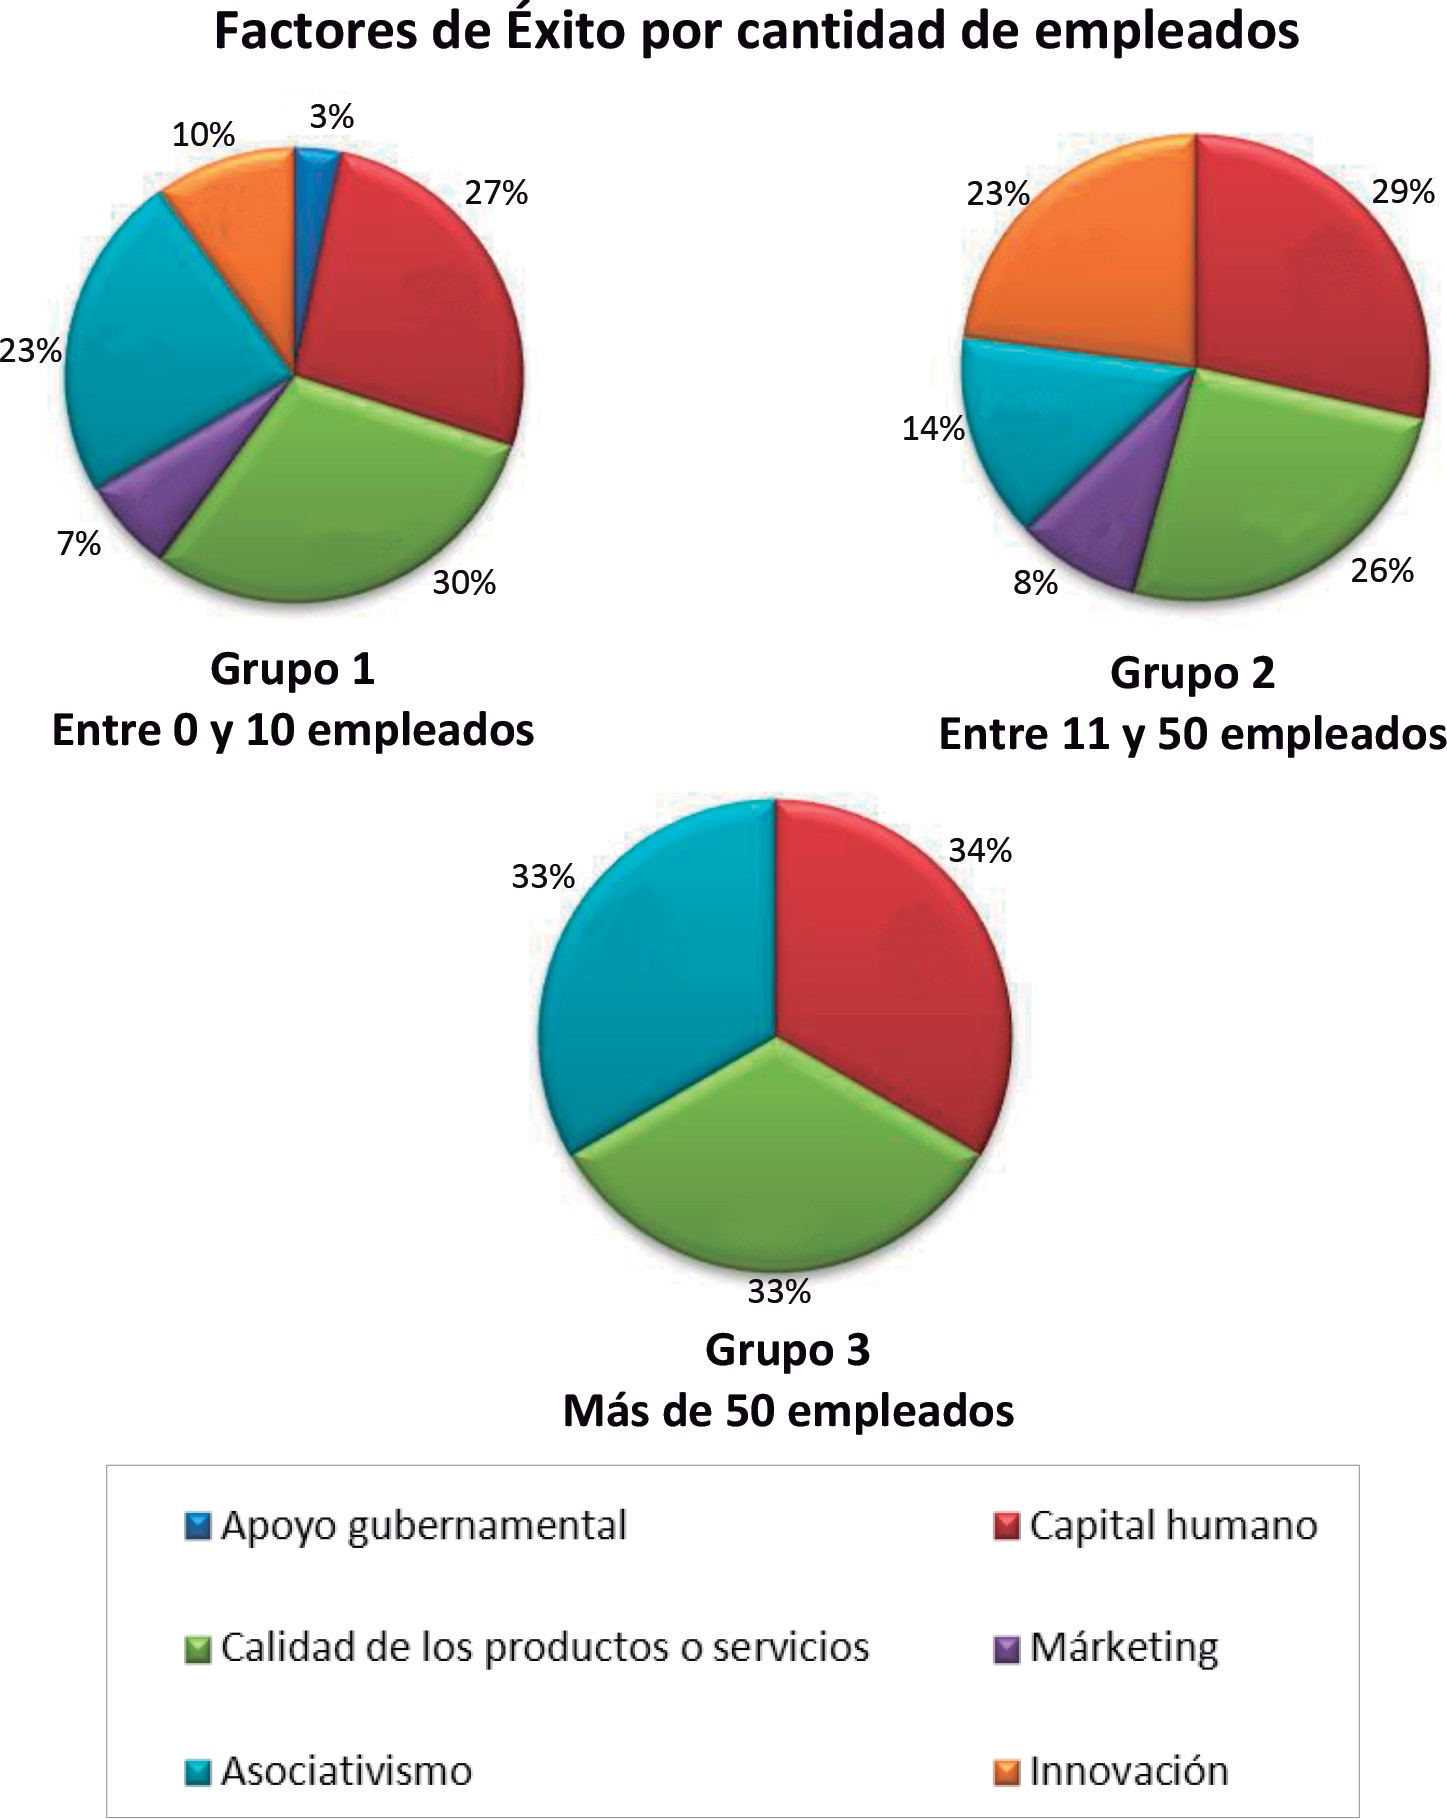 Factores de Éxito por cantidad de empleados
3%
10%
27%
23%
7%
30%
Grupo 1
Entre 0 y 10 empleados
23%
29%
14%
8%
26%
Grupo 2
Entre 11 y 50 empleados
33%
34%
33%
Grupo 3
Más de 50 empleados
Apoyo gubernamental
Capital humano
Calidad de los productos o servicios
Márketing
Asociativismo
Innovación